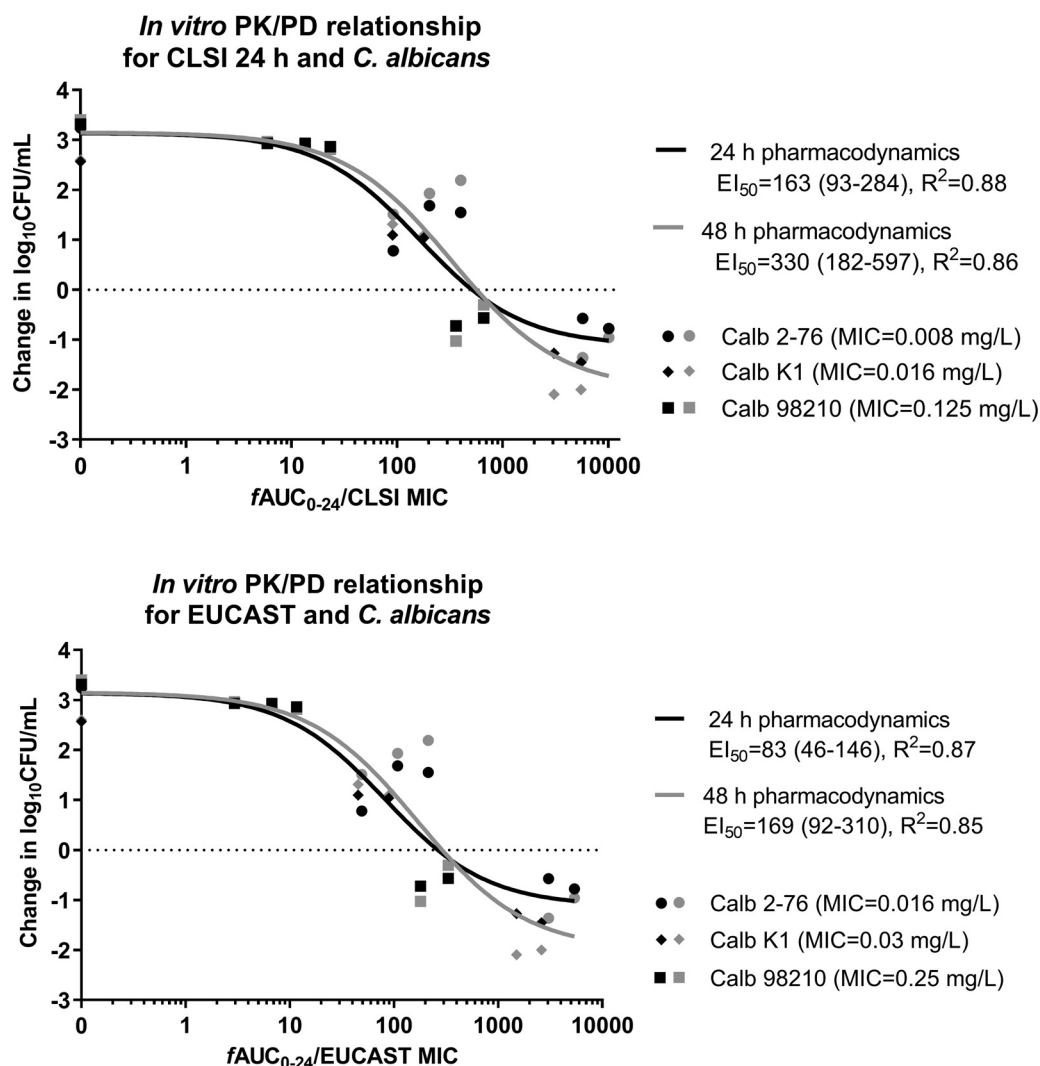 In vitro PK/PD relationship
for CLSI 24 h and C. albicans
Change in log10CFU/mL
4
3
2
1
0
-1
-2
-3
0 1 10 100 1000 10000
fAUC0-24/CLSI MIC
24 h pharmacodynamics
EI50=163 (93-284), R2=0.88
48 h pharmacodynamics
EI50=330 (182-597), R2=0.86
Calb 2-76 (MIC=0.008 mg/L)
Calb K1 (MIC=0.016 mg/L)
Calb 98210 (MIC=0.125 mg/L)
In vitro PK/PD relationship
for EUCAST and C. albicans
Change in log10CFU/mL
4
3
2
1
0
-1
-2
-3
0 1 10 100 1000 10000
fAUC0-24/EUCAST MIC
24 h pharmacodynamics
EI50=83 (46-146), R2=0.87
48 h pharmacodynamics
EI50=169 (92-310), R2=0.85
Calb 2-76 (MIC=0.016 mg/L)
Calb K1 (MIC=0.03 mg/L)
Calb 98210 (MIC=0.25 mg/L)